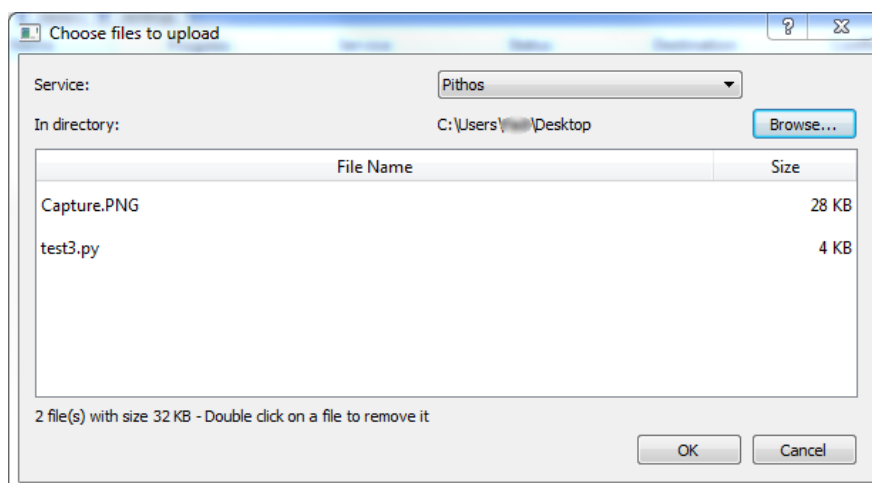 Choose files to upload
Service: Pithos
In directory: C:\Users\ \Desktop Browse...
File Name Size
Capture.PNG 28 KB
test3.py 4 KB
2 file(s) with size 32 KB - Double click on a file to remove it
OK Cancel